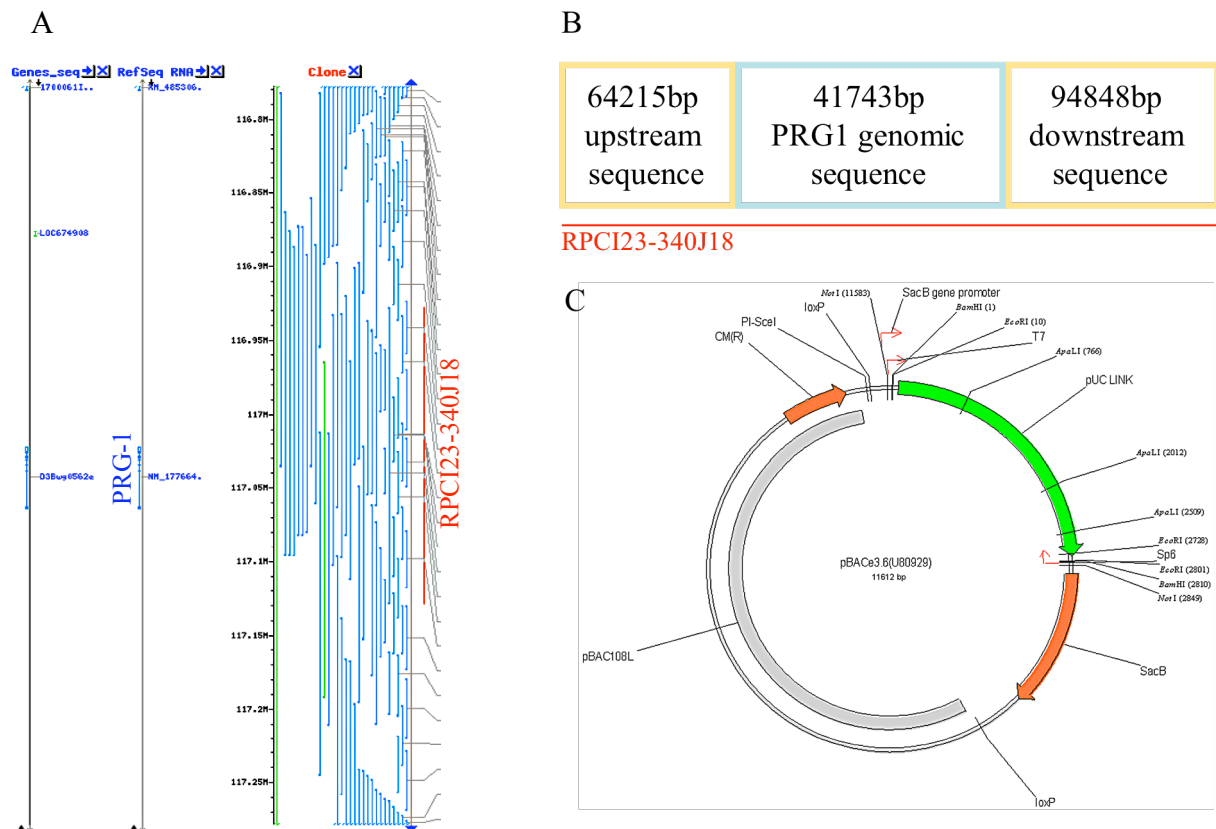 A
Genes_seq
RefSeq RNA
Clone
1700061I..
XM_485306.
LOC674908
D3Bwg0562e
NM_177664.
PRG-1
116.8M
116.85M
116.9M
116.95M
117M
117.05M
117.1M
117.15M
117.2M
117.25M
RPCI23-340J18
B
64215bp
upstream
sequence
41743bp
PRG1 genomic
sequence
94848bp
downstream
sequence
RPCI23-340J18
C
NotI (11583)
SacB gene promoter
loxP
BamHI (1)
PI-SceI
EcoRI (10)
CM(R)
T7
ApaLI (766)
pUC LINK
ApaLI (2012)
ApaLI (2509)
EcoRI (2728)
Sp6
EcoRI (2801)
BamHI (2810)
NotI (2849)
pBACe3.6(U80929)
11612 bp
pBAC108L
SacB
loxP